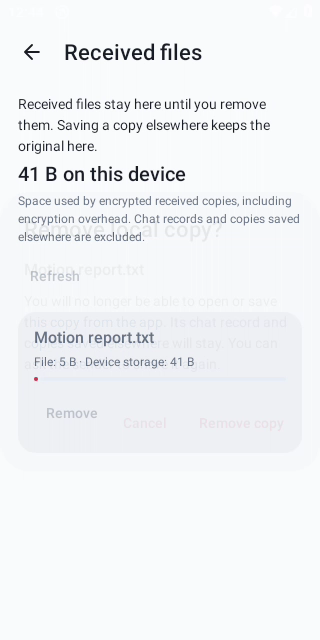 Received files
Received files stay here until you remove
them. Saving a copy elsewhere keeps the
original here.
41 B on this device
Space used by encrypted received copies, including
encryption overhead. Chat records and copies saved
elsewhere are excluded.
Remove local copy?
Motion report.txt
Refresh
You will no longer be able to open or save
this copy from the app. Its chat record and
Motion report.txt
File: 5 B · Device storage: 41 B
Remove
Cancel
Remove copy